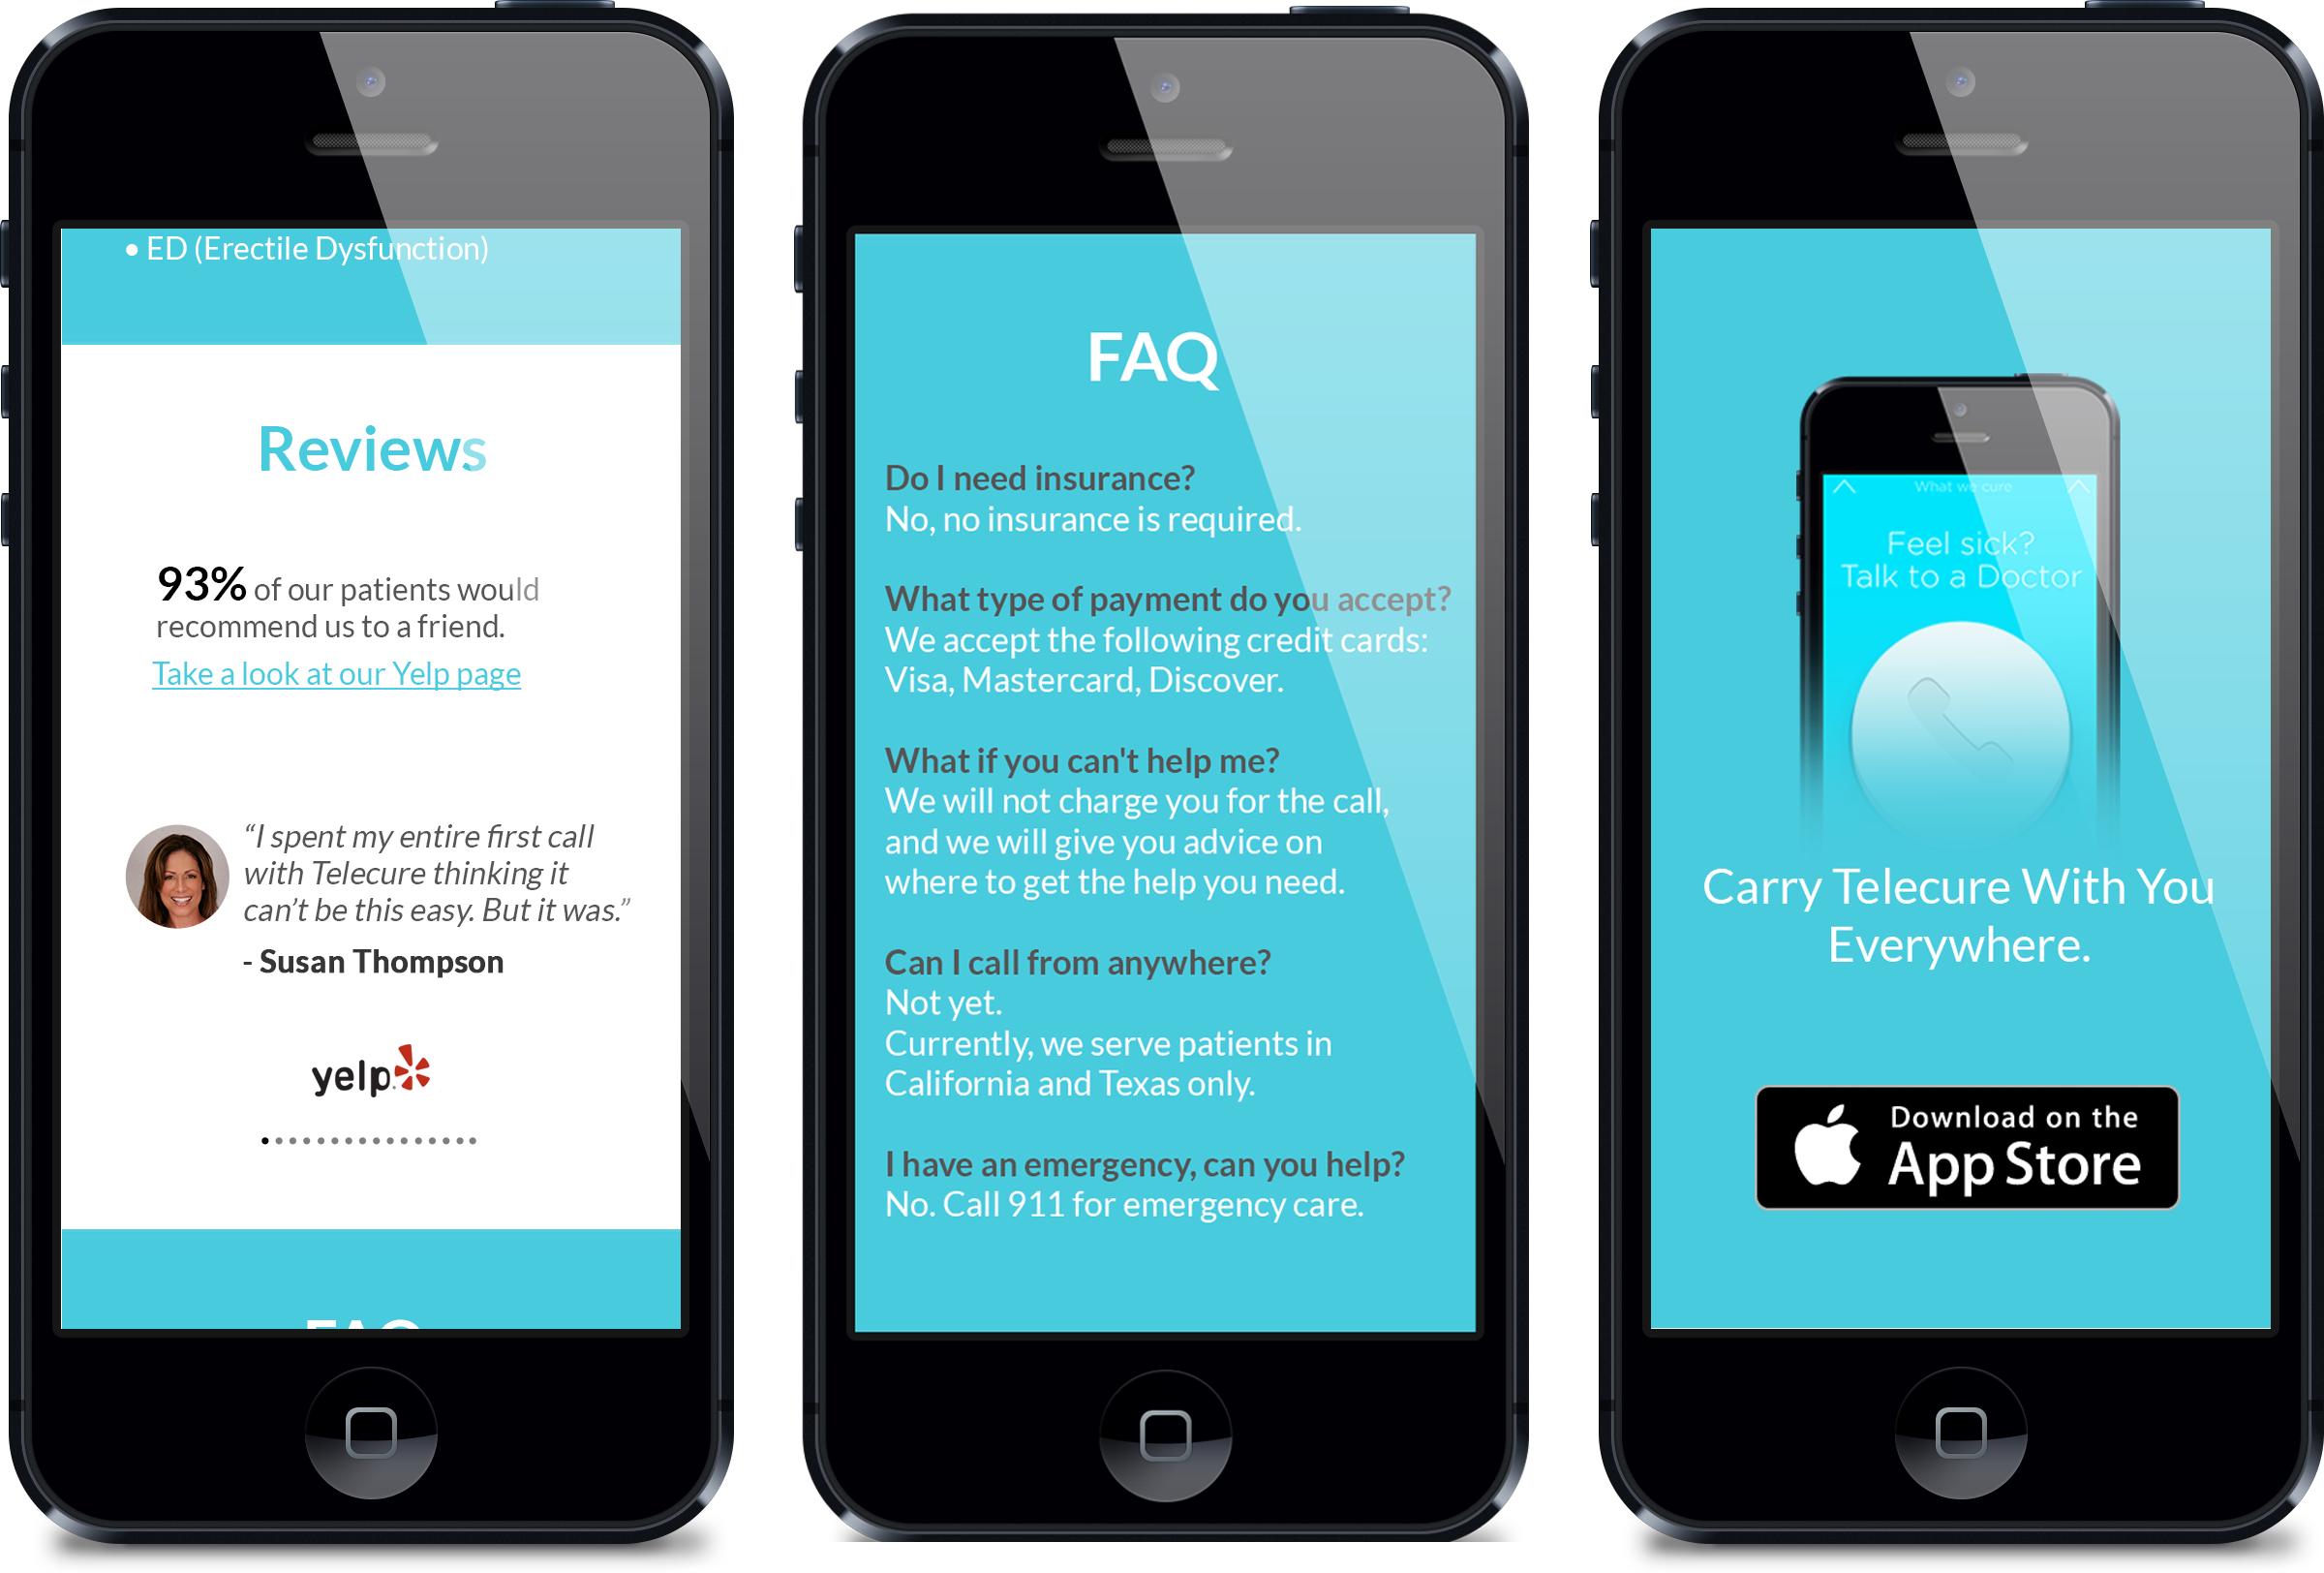 • ED (Erectile Dysfunction)
Reviews
93% of our patients would
recommend us to a friend.
Take a look at our Yelp page
“I spent my entire first call
with Telecure thinking it
can’t be this easy. But it was.”
- Susan Thompson
yelp
FAQ
FAQ
Do I need insurance?
No, no insurance is required.
What type of payment do you accept?
We accept the following credit cards:
Visa, Mastercard, Discover.
What if you can't help me?
We will not charge you for the call,
and we will give you advice on
where to get the help you need.
Can I call from anywhere?
Not yet.
Currently, we serve patients in
California and Texas only.
I have an emergency, can you help?
No. Call 911 for emergency care.
What we cure
Feel sick?
Talk to a Doctor
Carry Telecure With You
Everywhere.
Download on the
App Store